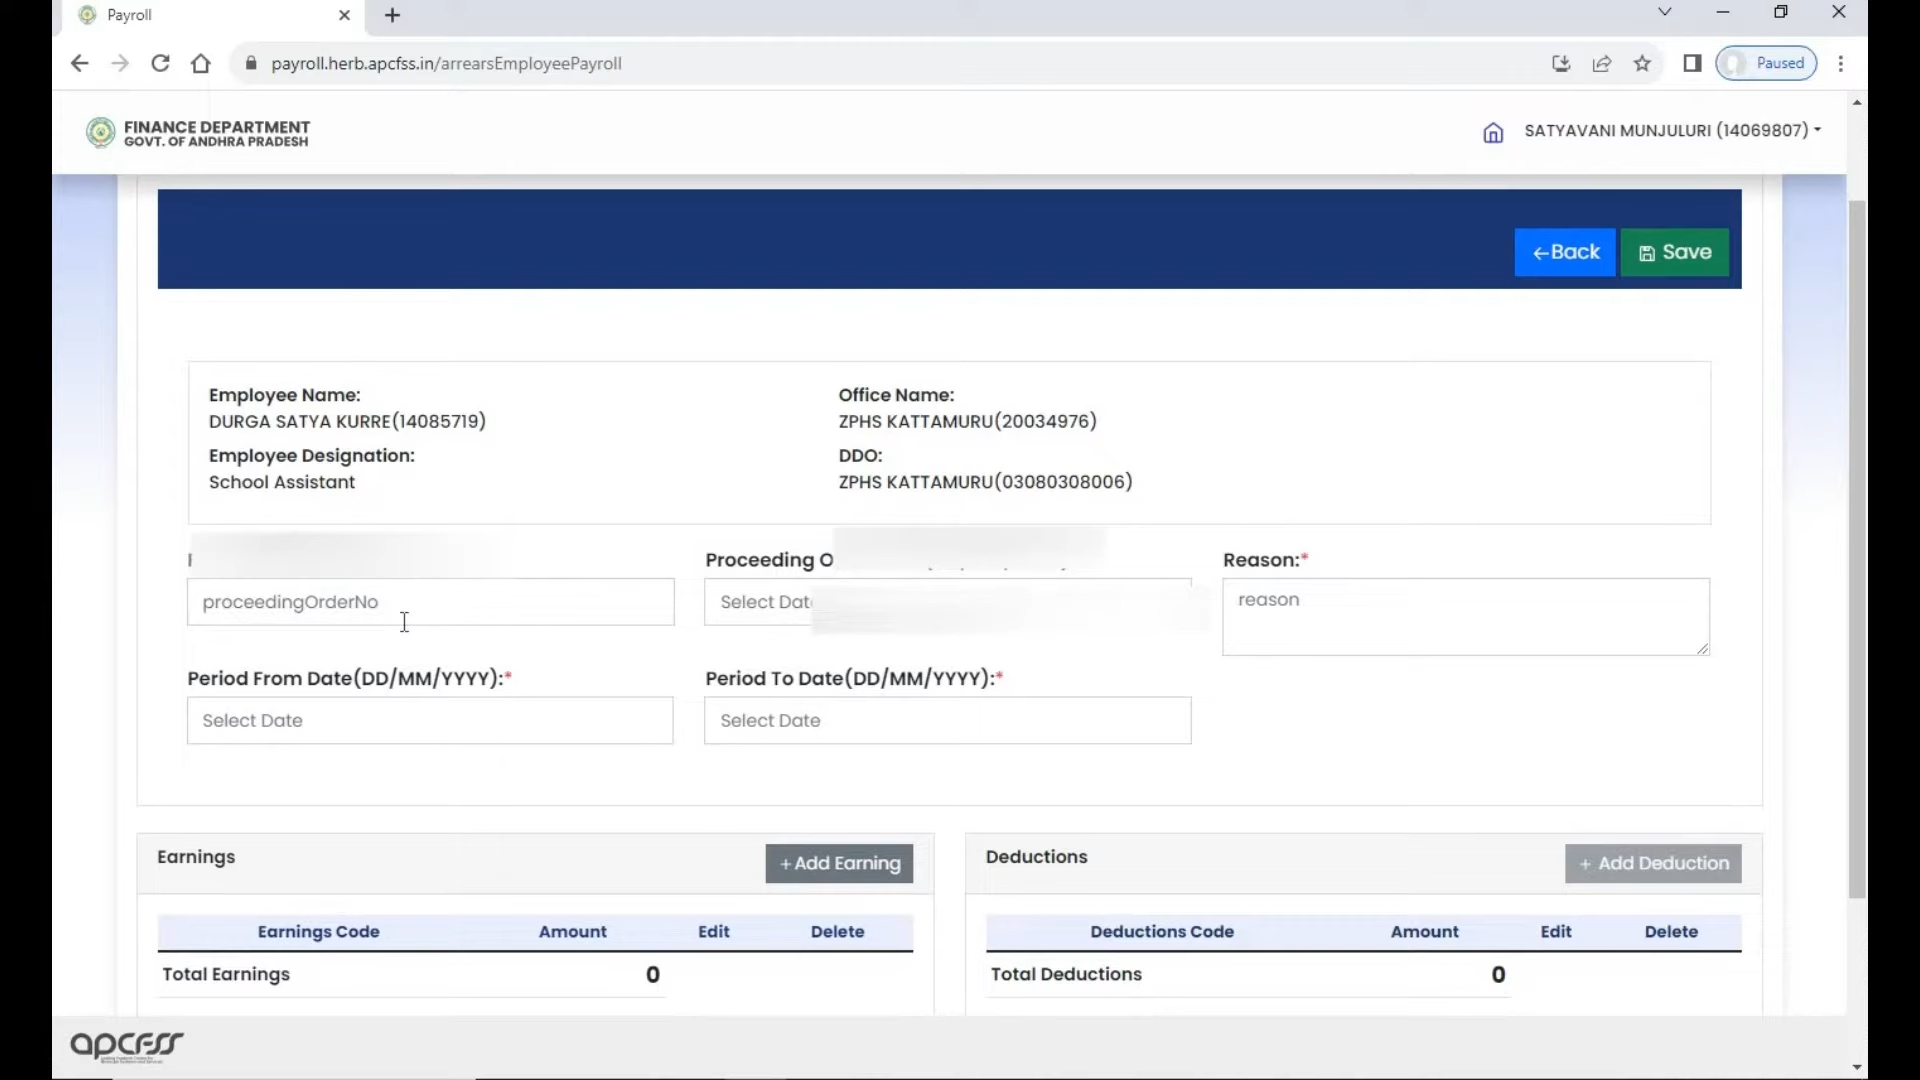 Payroll
payroll.herb.apcfss.in/arrearsEmployeePayroll
Paused
FINANCE DEPARTMENT
GOVT. OF ANDHRA PRADESH
SATYAVANI MUNJULURI (14069807)
←Back
Save
Employee Name:
DURGA SATYA KURRE(14085719)
Office Name:
ZPHS KATTAMURU(20034976)
Employee Designation:
School Assistant
DDO:
ZPHS KATTAMURU(03080308006)
Proceeding
Reason:*
proceedingOrderNo
Select Date
reason
Period From Date(DD/MM/YYYY):*
Period To Date(DD/MM/YYYY):*
Select Date
Select Date
Earnings
+Add Earning
Deductions
+ Add Deduction
Earnings Code Amount Edit Delete
Deductions Code Amount Edit Delete
Total Earnings 0
Total Deductions 0
apcfss